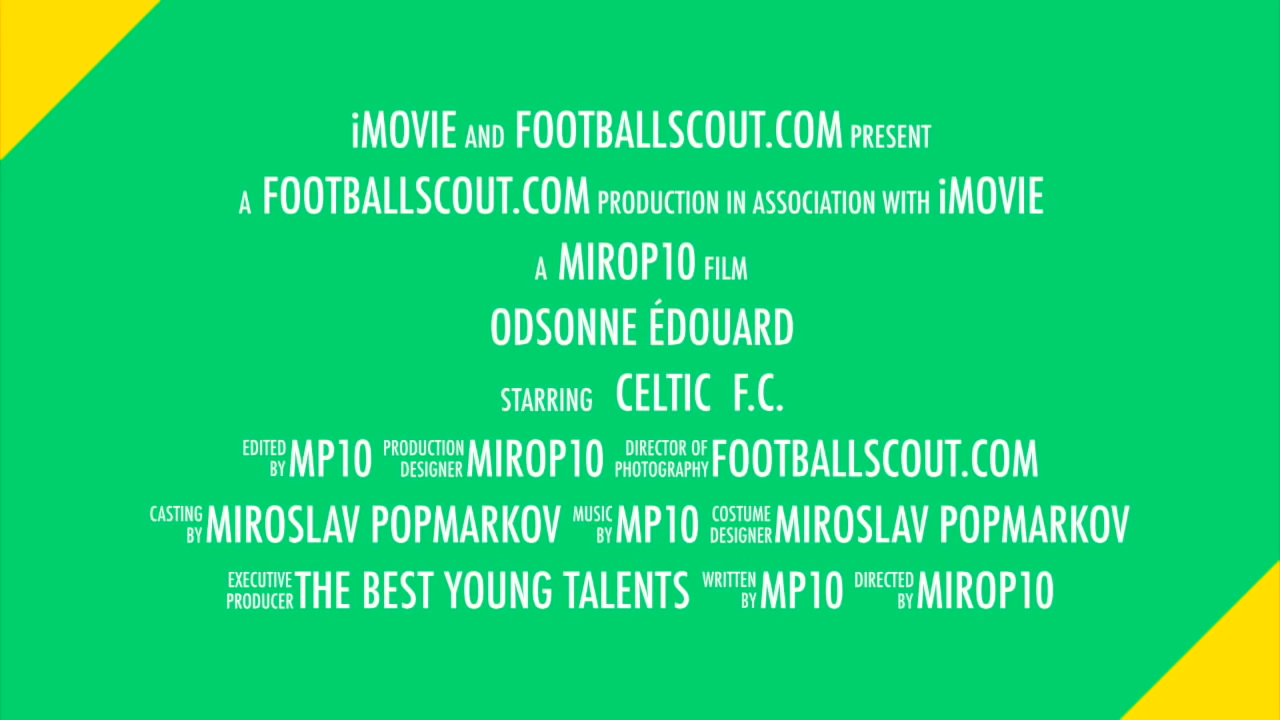 iMOVIE AND FOOTBALLSCOUT.COM PRESENT
A FOOTBALLSCOUT.COM PRODUCTION IN ASSOCIATION WITH iMOVIE
A MIROP10 FILM
ODSONNE ÉDOUARD
STARRING CELTIC F.C.
EDITED BY MP10 PRODUCTION DESIGNER MIROP10 DIRECTOR OF PHOTOGRAPHY FOOTBALLSCOUT.COM
CASTING BY MIROSLAV POPMARKOV MUSIC BY MP10 COSTUME DESIGNER MIROSLAV POPMARKOV
EXECUTIVE PRODUCER THE BEST YOUNG TALENTS WRITTEN BY MP10 DIRECTED BY MIROP10